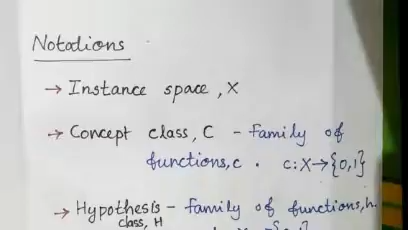 Notations
→ Instance space, X
→ Concept class, C - Family of
functions, c. c: X→{0,1}
→ Hypothesis - family of functions, h.
class, H